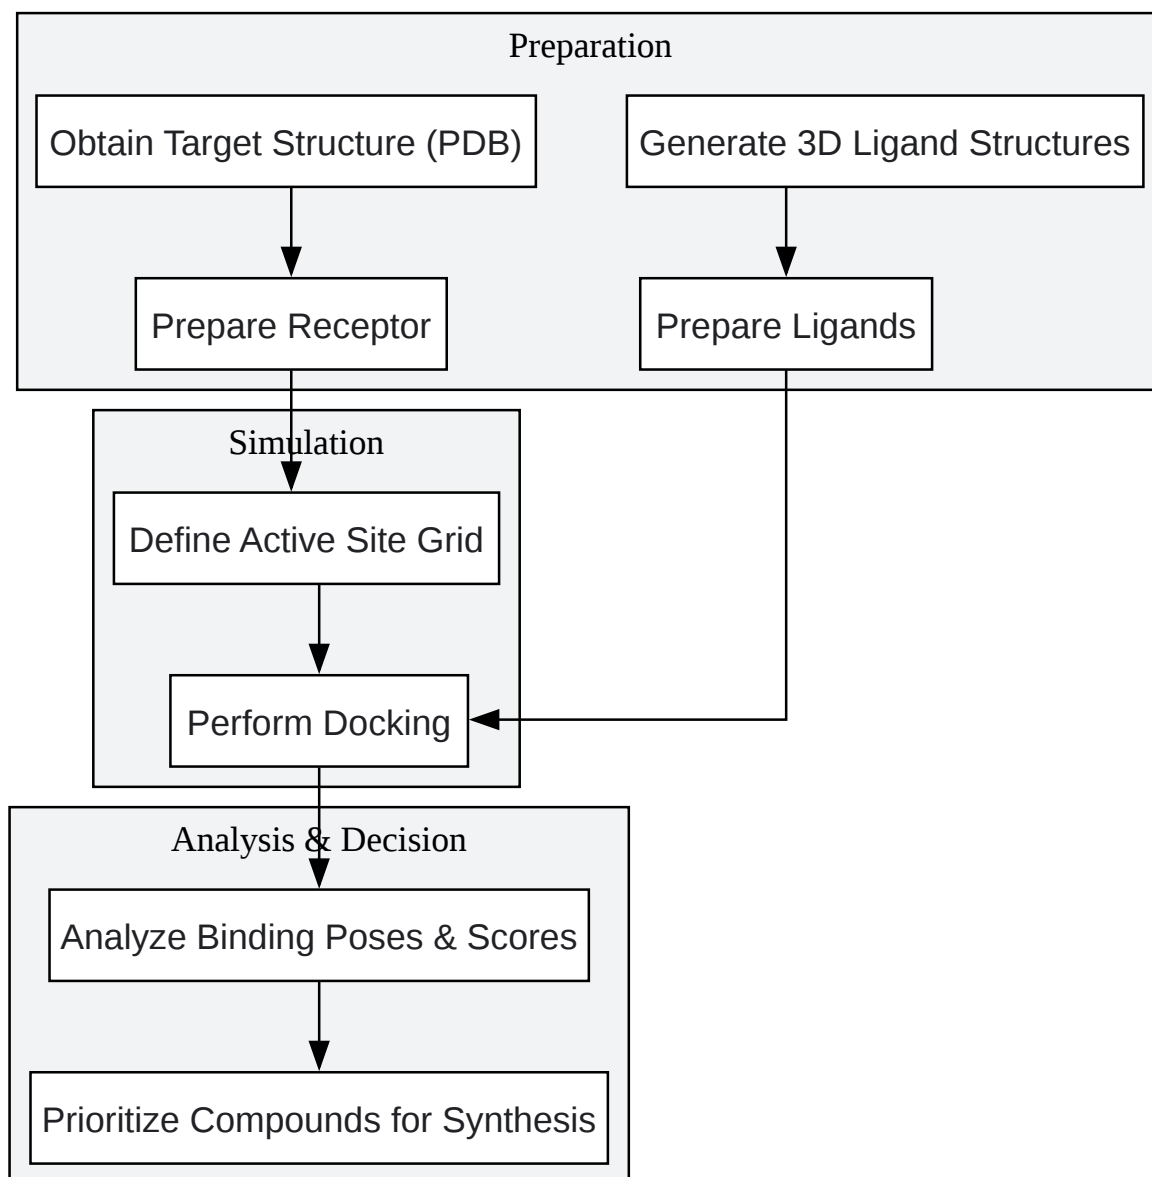 Preparation
Obtain Target Structure (PDB)
Generate 3D Ligand Structures
Prepare Receptor
Prepare Ligands
Simulation
Define Active Site Grid
Perform Docking
Analysis & Decision
Analyze Binding Poses & Scores
Prioritize Compounds for Synthesis